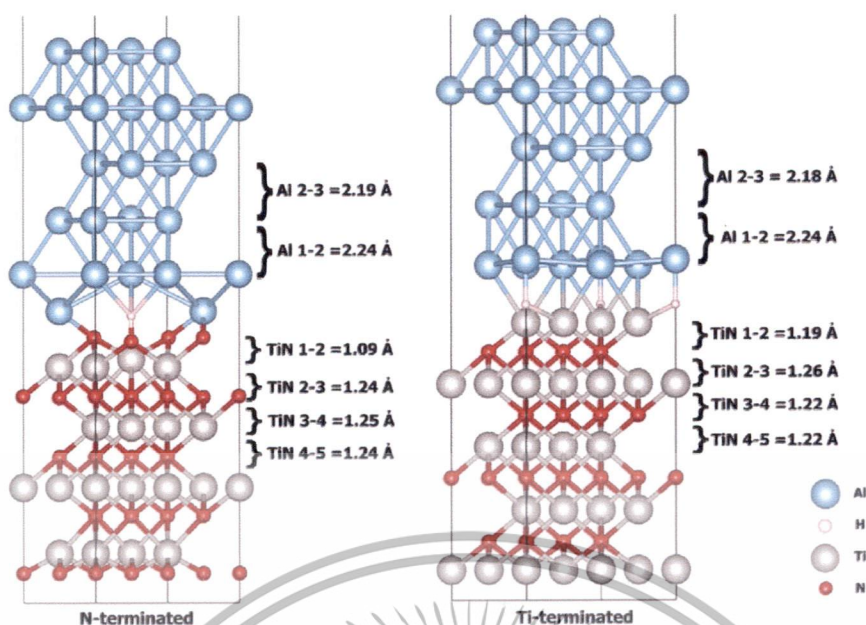 Al 2-3 =2.19 Å
Al 1-2 =2.24 Å
TiN 1-2 =1.09 Å
TiN 2-3 =1.24 Å
TiN 3-4 =1.25 Å
TiN 4-5 =1.24 Å
N-terminated
Al 2-3 = 2.18 Å
Al 1-2 =2.24 Å
TiN 1-2 =1.19 Å
TiN 2-3 =1.26 Å
TiN 3-4 =1.22 Å
TiN 4-5 =1.22 Å
Ti-terminated
Al
H
Ti
N